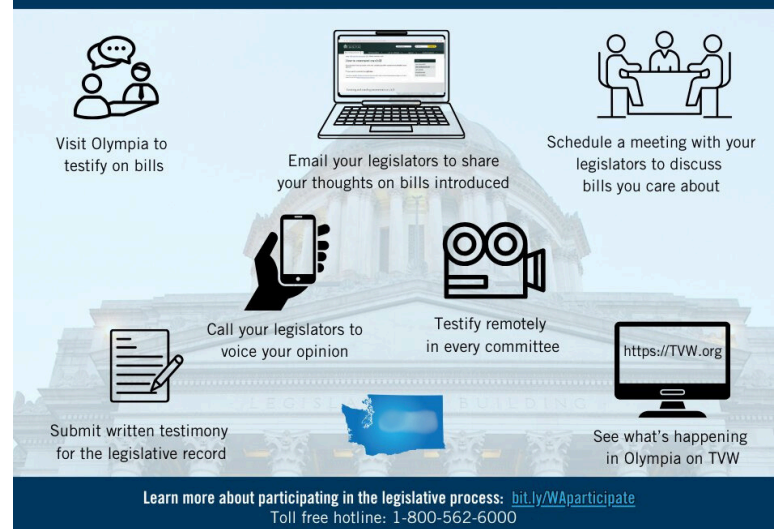 Visit Olympia to
testify on bills
Email your legislators to share
your thoughts on bills introduced
Schedule a meeting with your
legislators to discuss
bills you care about
Call your legislators to
voice your opinion
Testify remotely
in every committee
https://TVW.org
Submit written testimony
for the legislative record
See what's happening
in Olympia on TVW
Learn more about participating in the legislative process: bit.ly/WAparticipate
Toll free hotline: 1-800-562-6000